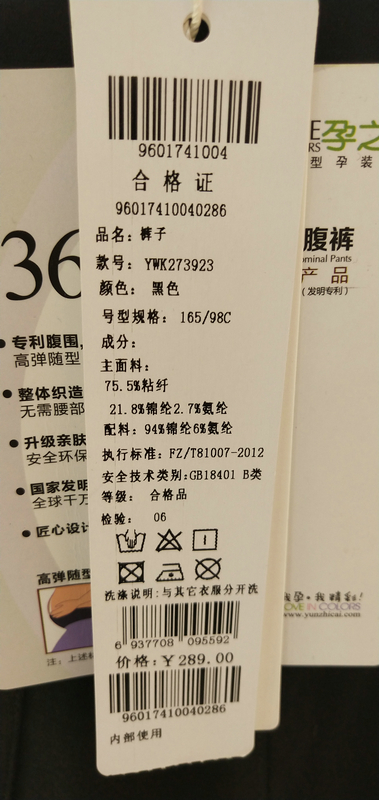 9601741004
合格证
96017410040286
品名：裤子
款号：YWK273923
颜色：黑色
号型规格：165/98C
成分：
主面料：
75.5%粘纤
21.8%锦纶2.7%氨纶
配料：94%锦纶6%氨纶
执行标准：FZ/T81007-2012
安全技术类别：GB18401 B类
等级：合格品
检验：06
洗涤说明：与其它衣服分开洗
6 937708 095592
价格：￥289.00
96017410040286
内部使用
36
• 专利腹围，
高弹随型
• 整体织造
无需腰部
• 升级亲肤
安全环保
• 国家发明
全球千万
• 匠心设计
高弹随型
注：上述
孕之
RS
型孕装
腹裤
ominal Pants
产品
（发明专利）
LOVE IN COLORS
www.yunzhicai.com